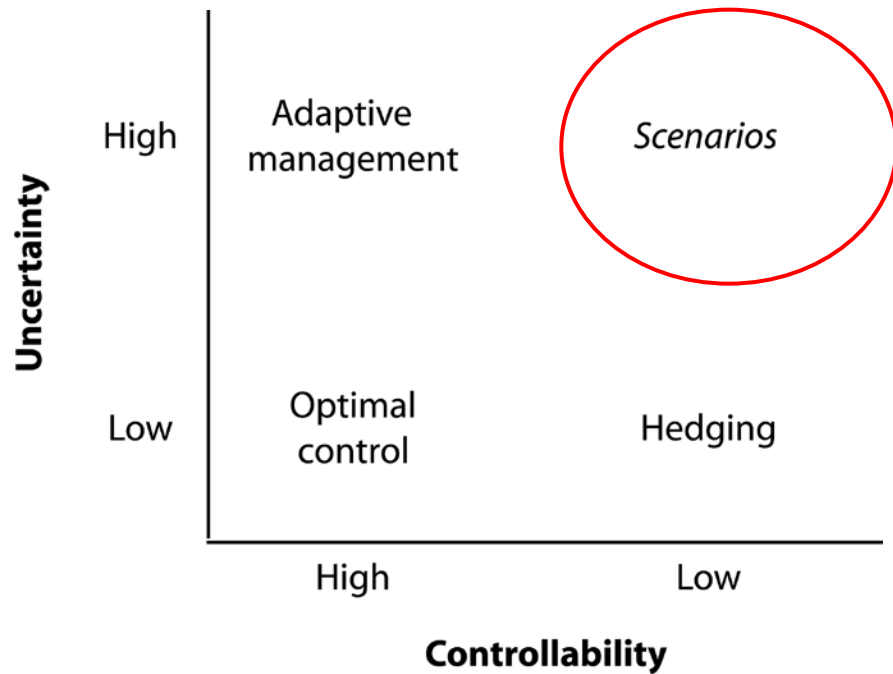 Uncertainty
High
Adaptive
management
Scenarios
Low
Optimal
control
Hedging
High
Low
Controllability